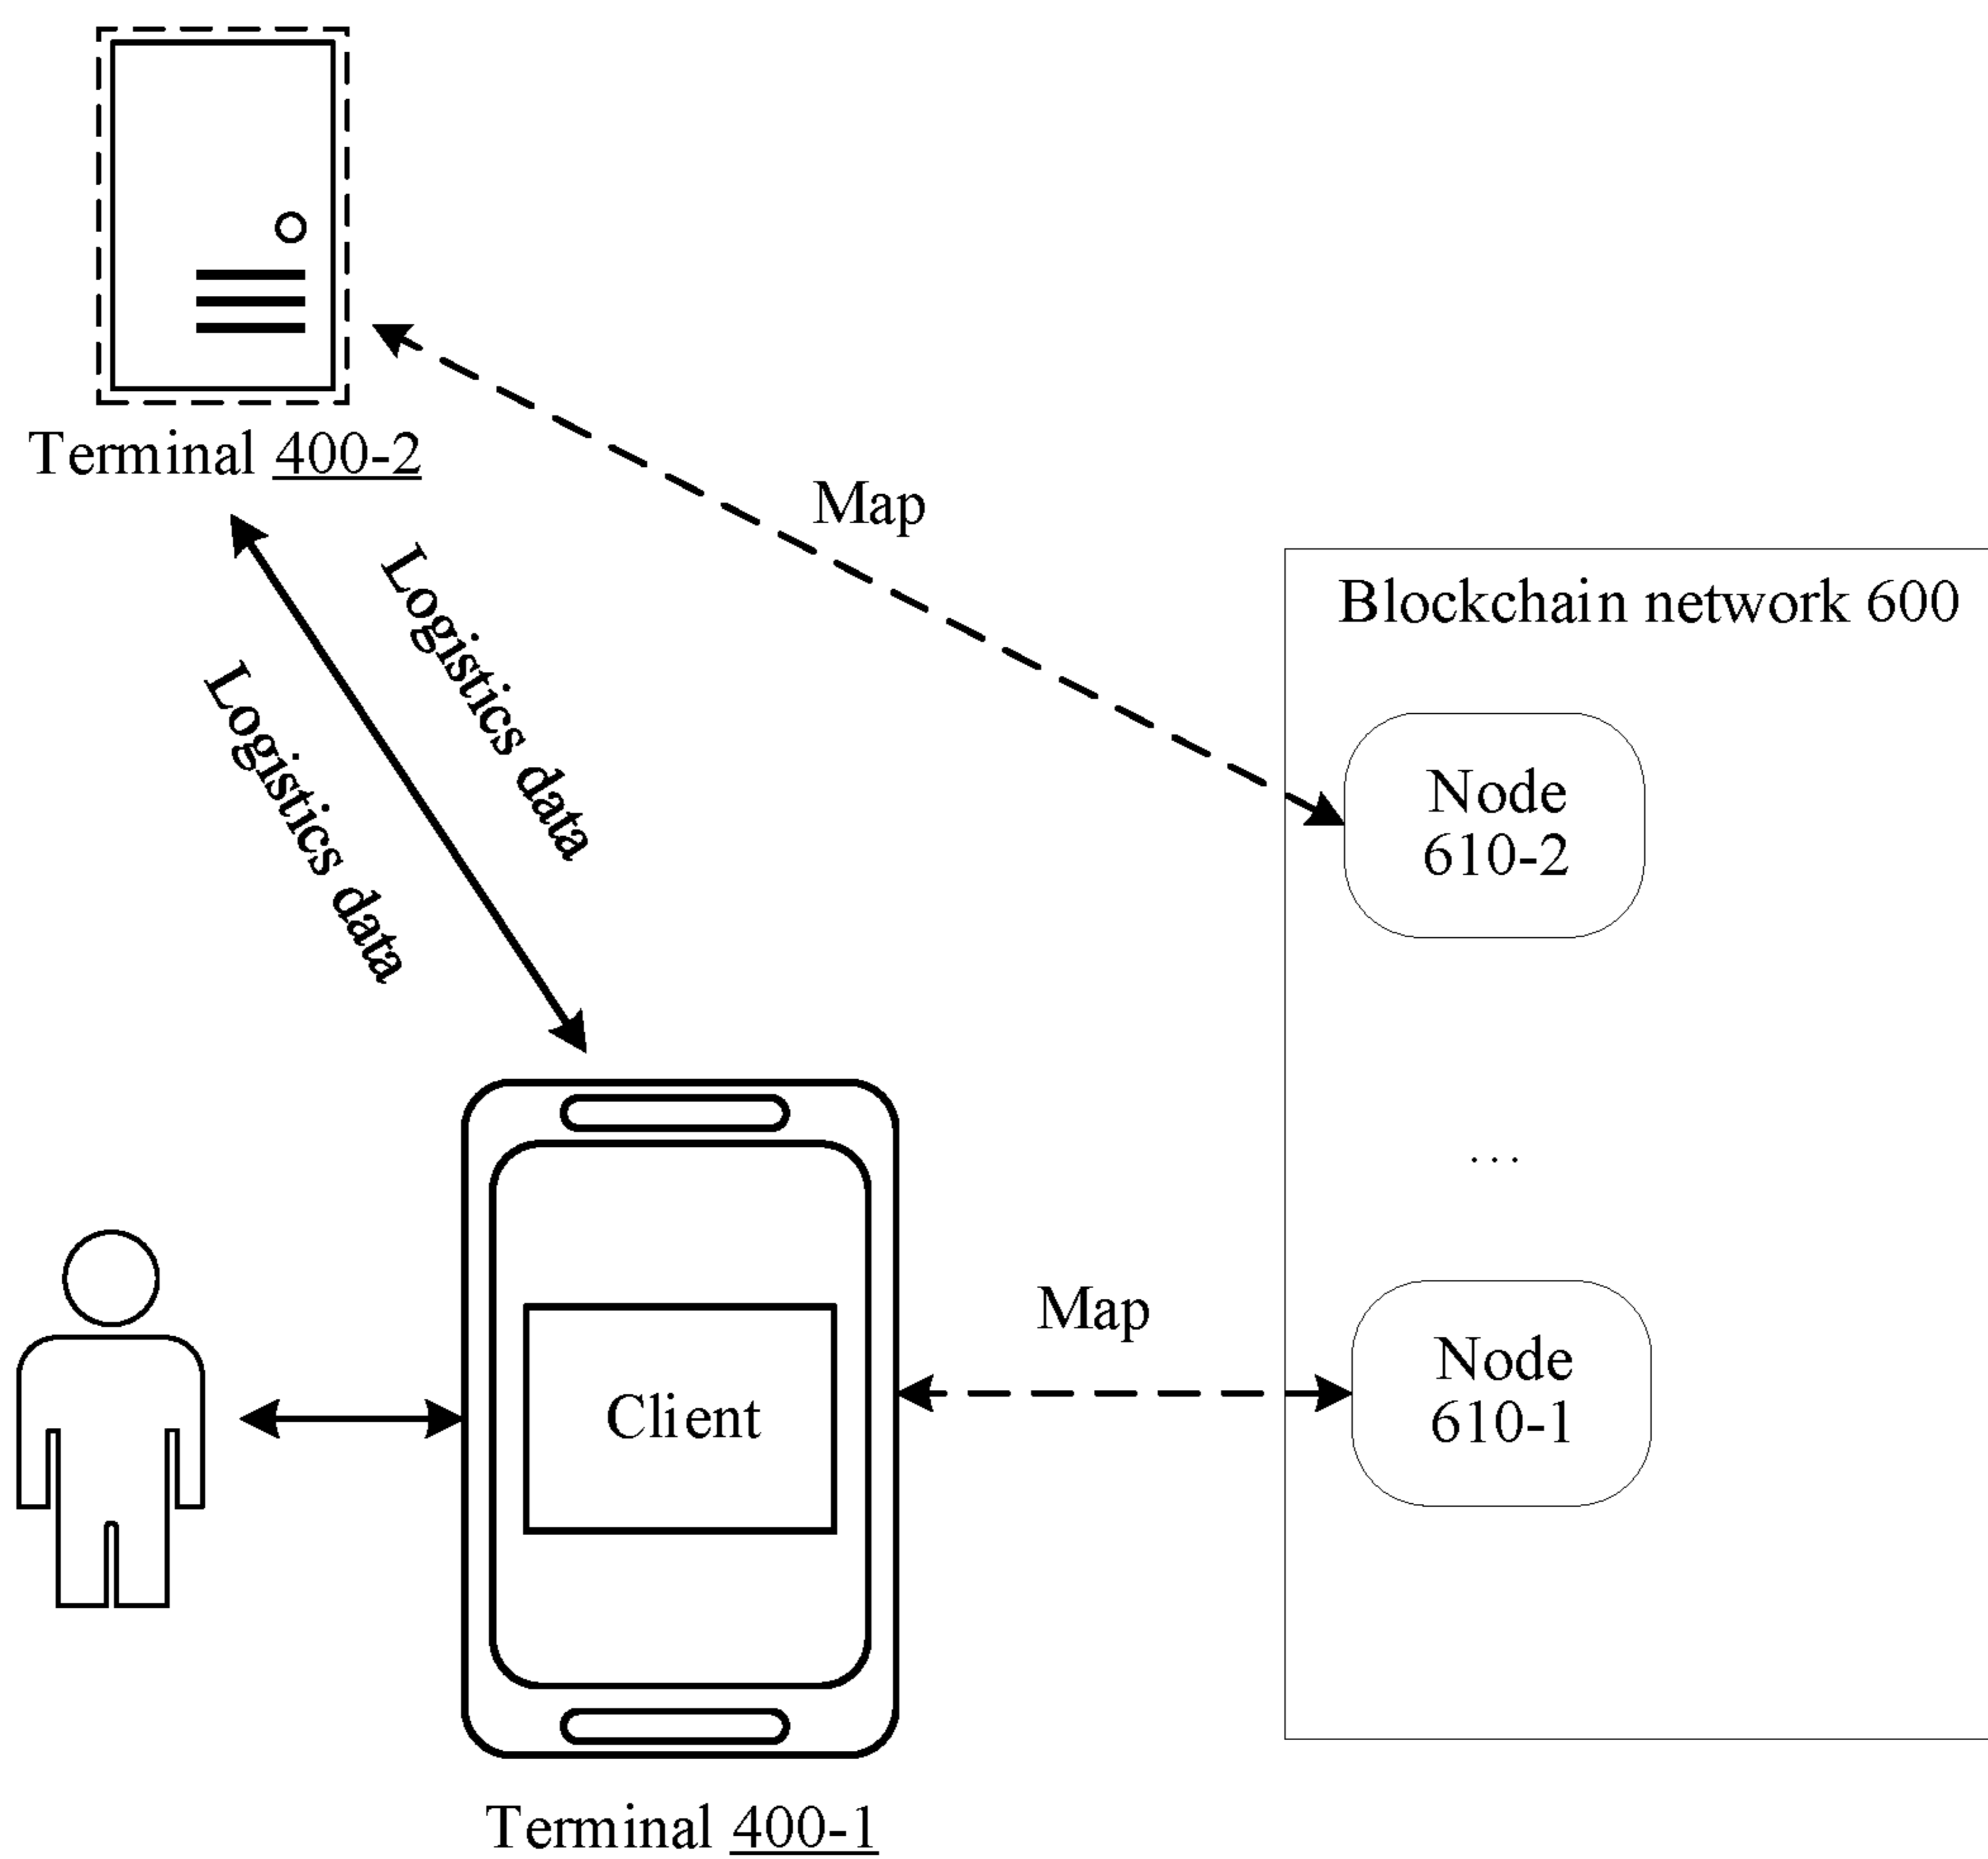 Terminal 400-2
Map
Logistics data
Logistics data
Blockchain network 600
Node
610-2
...
Map
Node
610-1
Client
Terminal 400-1